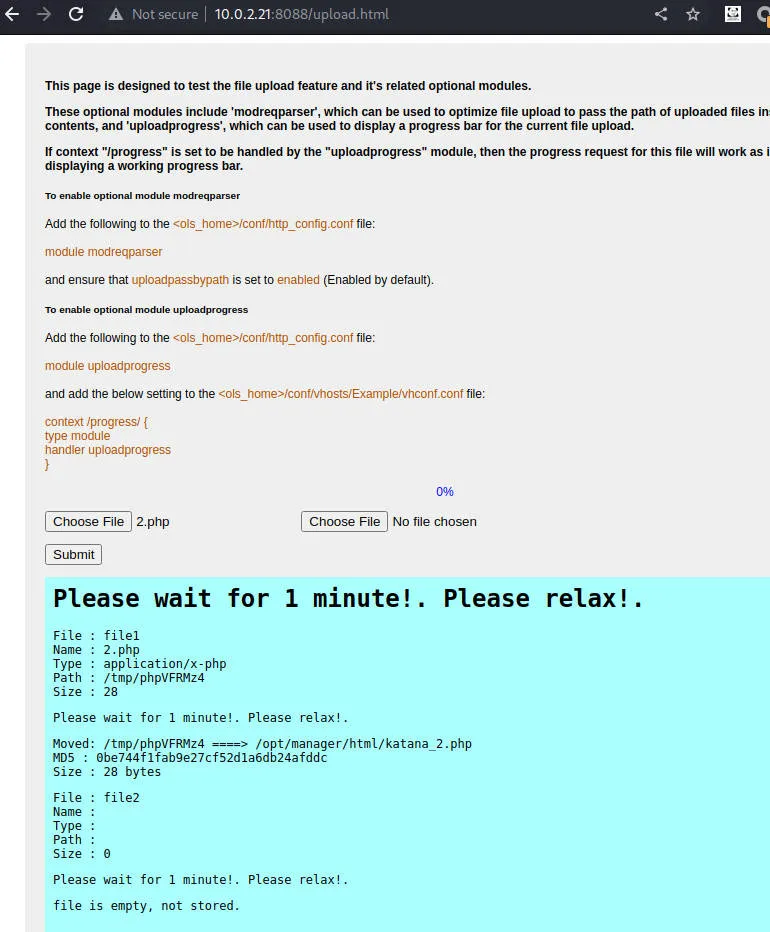 Not secure 10.0.2.21:8088/upload.html
This page is designed to test the file upload feature and it's related optional modules.
These optional modules include 'modreqparser', which can be used to optimize file upload to pass the path of uploaded files
contents, and 'uploadprogress', which can be used to display a progress bar for the current file upload.
If context "/progress" is set to be handled by the "uploadprogress" module, then the progress request for this file will work as
displaying a working progress bar.
To enable optional module modreqparser
Add the following to the <ols_home>/conf/http_config.conf file:
module modreqparser
and ensure that uploadpassbypath is set to enabled (Enabled by default).
To enable optional module uploadprogress
Add the following to the <ols_home>/conf/http_config.conf file:
module uploadprogress
and add the below setting to the <ols_home>/conf/vhosts/Example/vhconf.conf file:
context /progress/ {
type module
handler uploadprogress
}
0%
Choose File 2.php Choose File No file chosen
Submit
Please wait for 1 minute!. Please relax!.
File : file1
Name : 2.php
Type : application/x-php
Path : /tmp/phpVFRMz4
Size : 28
Please wait for 1 minute!. Please relax!.
Moved: /tmp/phpVFRMz4 ====> /opt/manager/html/katana_2.php
MD5 : 0be744f1fab9e27cf52d1a6db24afddc
Size : 28 bytes
File : file2
Name :
Type :
Path :
Size : 0
Please wait for 1 minute!. Please relax!.
file is empty, not stored.